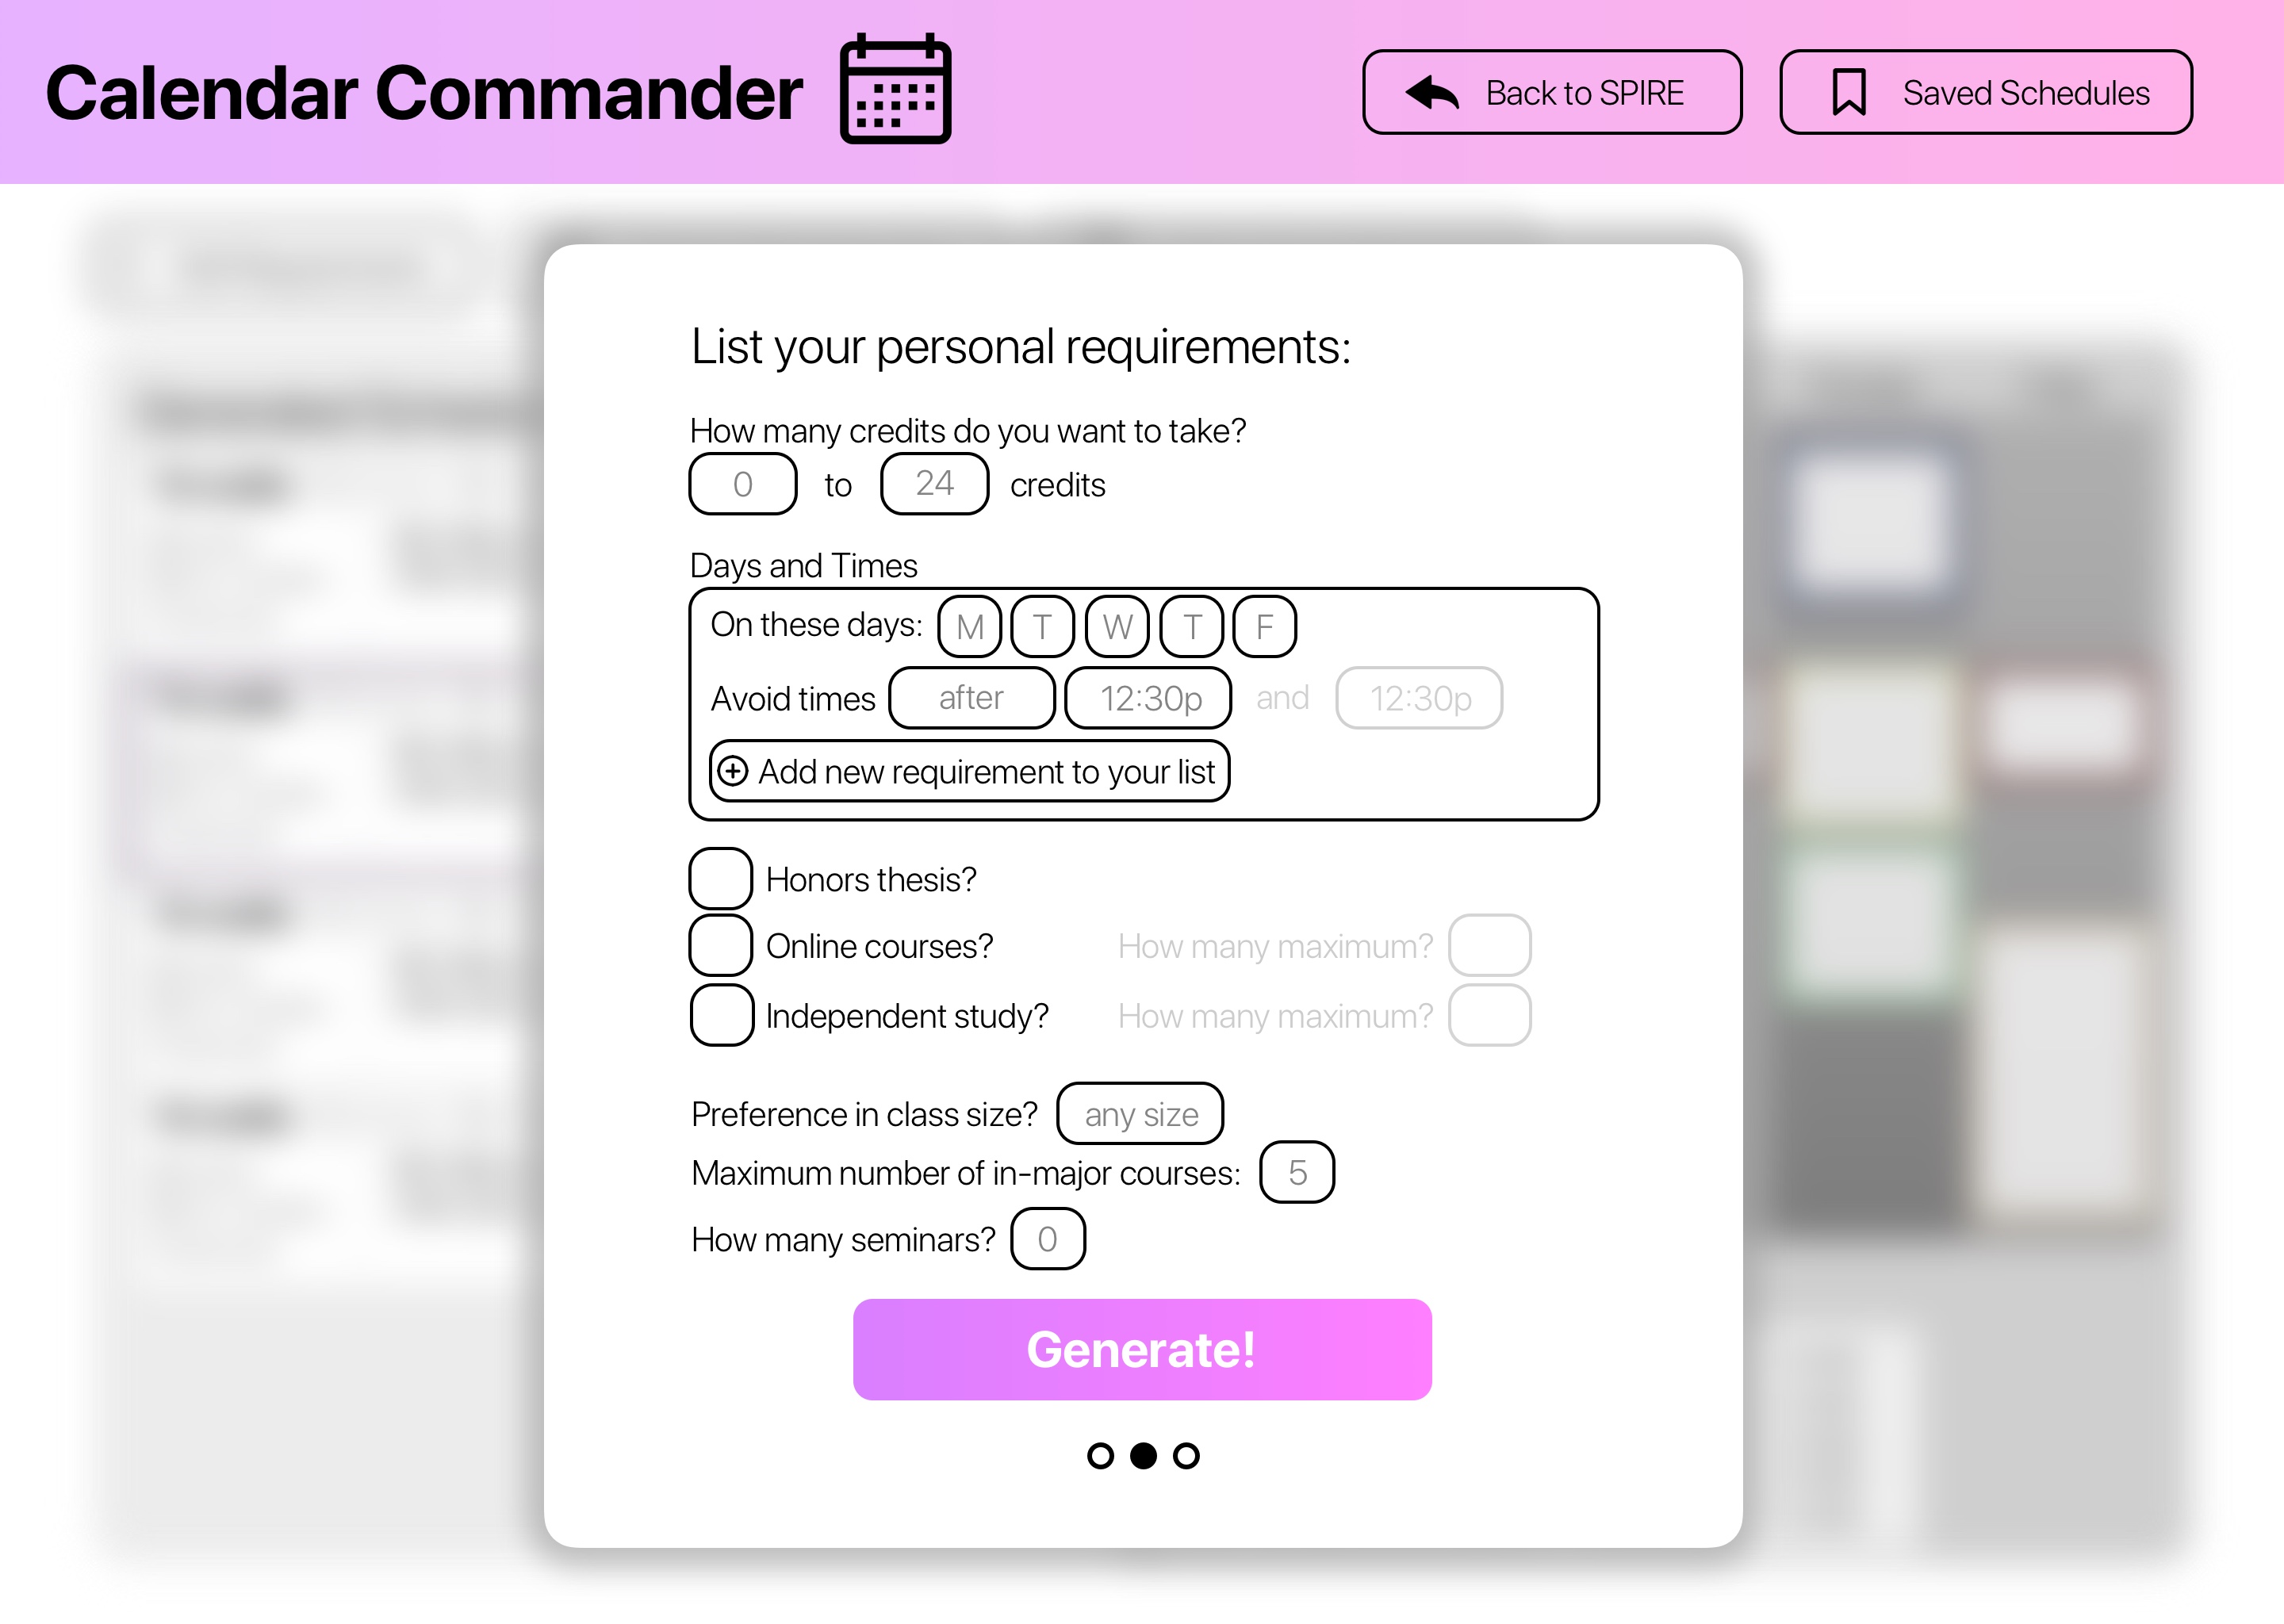 Calendar Commander
Back to SPIRE
Saved Schedules
List your personal requirements:
How many credits do you want to take?
0 to 24 credits
Days and Times
On these days: M T W T F
Avoid times after 12:30p and 12:30p
Add new requirement to your list
Honors thesis?
Online courses? How many maximum?
Independent study? How many maximum?
Preference in class size? any size
Maximum number of in-major courses: 5
How many seminars? 0
Generate!